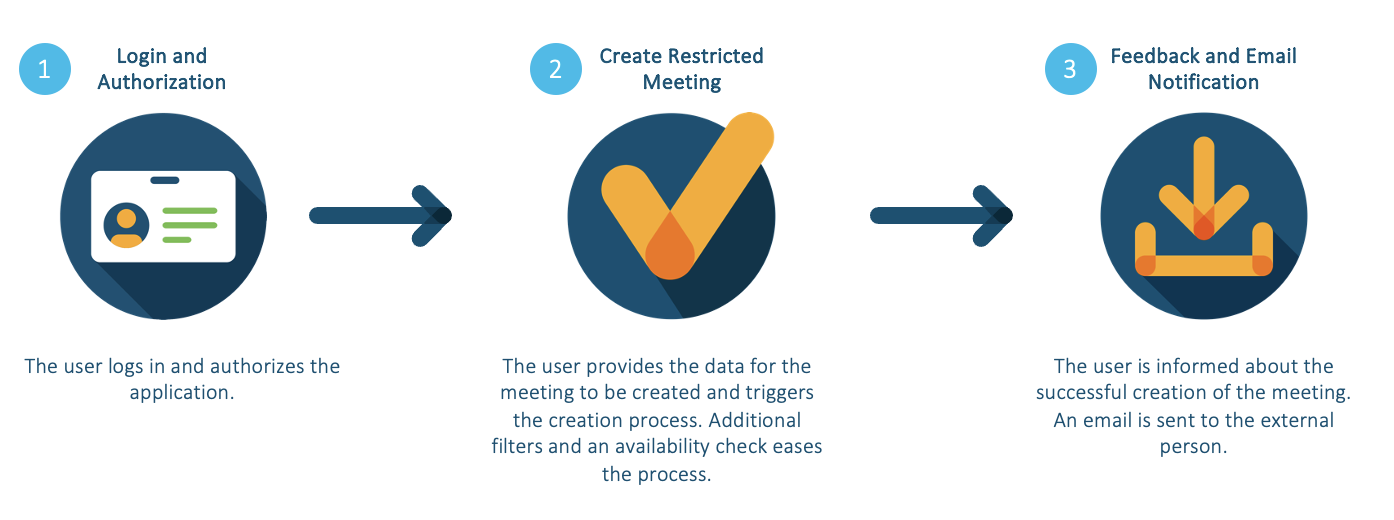 1
Login and
Authorization
The user logs in and authorizes the
application.
2
Create Restricted
Meeting
The user provides the data for the
meeting to be created and triggers
the creation process. Additional
filters and an availability check eases
the process.
3
Feedback and Email
Notification
The user is informed about the
successful creation of the meeting.
An email is sent to the external
person.